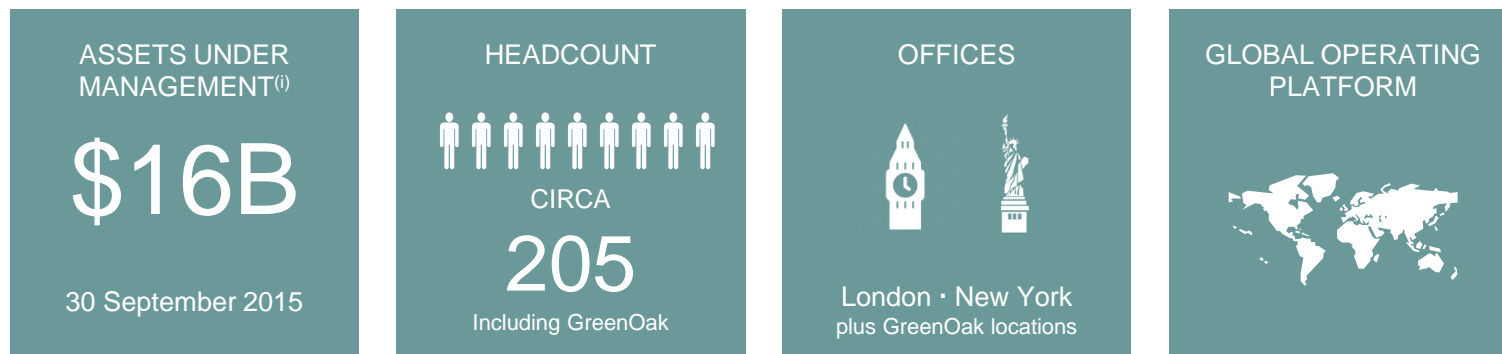 ASSETS UNDER
MANAGEMENT(i)
$16B
30 September 2015
HEADCOUNT
CIRCA
205
Including GreenOak
OFFICES
London · New York
plus GreenOak locations
GLOBAL OPERATING
PLATFORM